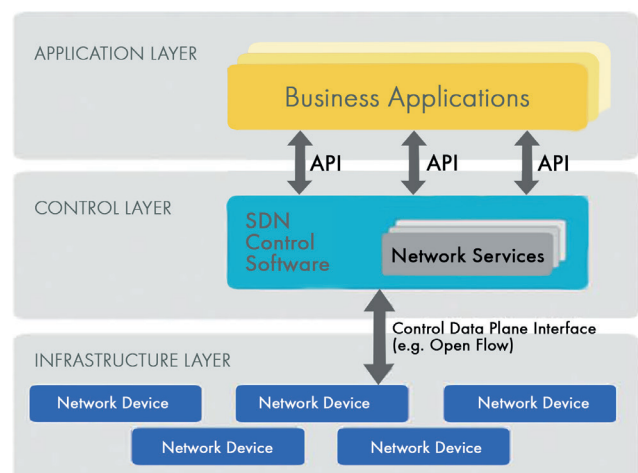 APPLICATION LAYER
Business Applications
API API API
CONTROL LAYER
SDN
Control
Software
Network Services
Control Data Plane Interface
(e.g. Open Flow)
INFRASTRUCTURE LAYER
Network Device Network Device Network Device
Network Device Network Device